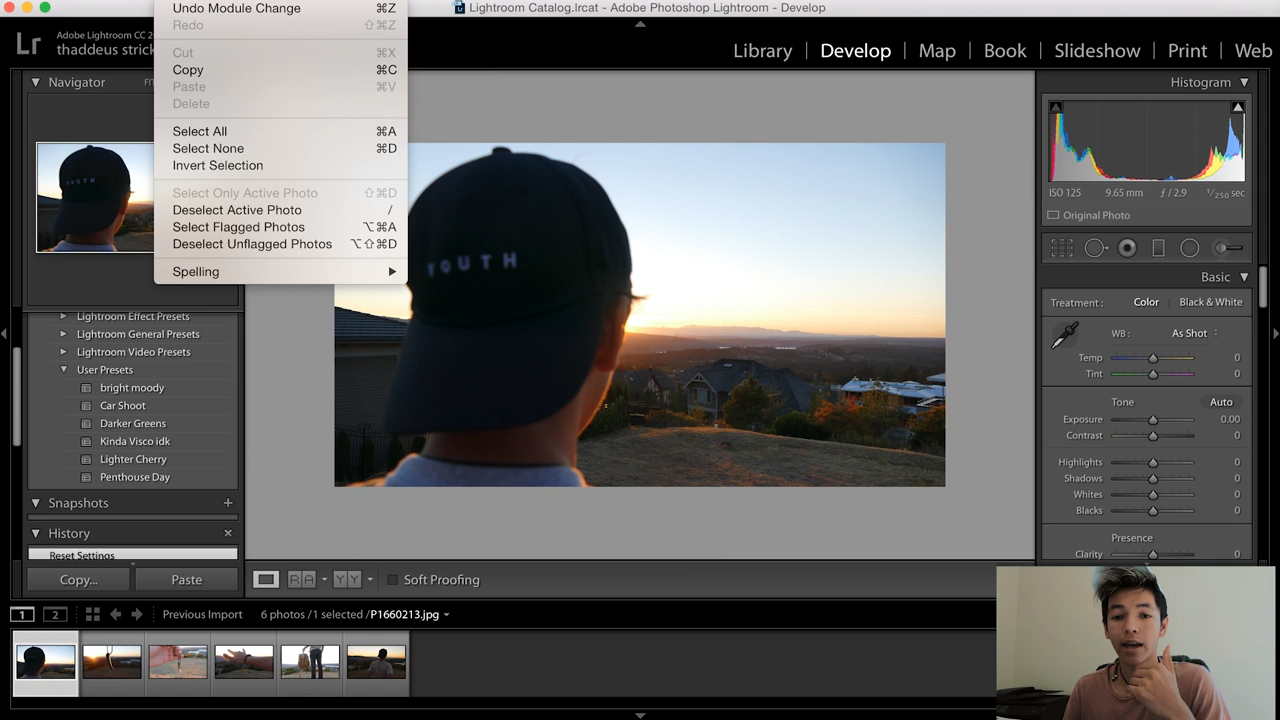 Lightroom Catalog.lrcat - Adobe Photoshop Lightroom - Develop
Undo Module Change ⌘Z
Redo ⇧⌘Z
Cut ⌘X
Copy ⌘C
Paste ⌘V
Delete
Select All ⌘A
Select None ⌘D
Invert Selection
Select Only Active Photo ⇧⌘D
Deselect Active Photo /
Select Flagged Photos ⌥⌘A
Deselect Unflagged Photos ⌥⇧⌘D
Spelling
Lr
Adobe Lightroom CC
thaddeus strick
Library | Develop | Map | Book | Slideshow | Print | Web
Navigator
YOUTH
YOUTH
Lightroom Effect Presets
Lightroom General Presets
Lightroom Video Presets
User Presets
bright moody
Car Shoot
Darker Greens
Kinda Visco idk
Lighter Cherry
Penthouse Day
Snapshots +
History ×
Reset Settings
Copy... Paste
R A Y Y Soft Proofing
Histogram
ISO 125 9.65 mm ƒ / 2.9 1/250 sec
Original Photo
Basic
Treatment : Color | Black & White
WB : As Shot
Temp 0
Tint 0
Tone Auto
Exposure 0.00
Contrast 0
Highlights 0
Shadows 0
Whites 0
Blacks 0
Presence
Clarity 0
1 2 Previous Import 6 photos / 1 selected / P1660213.jpg